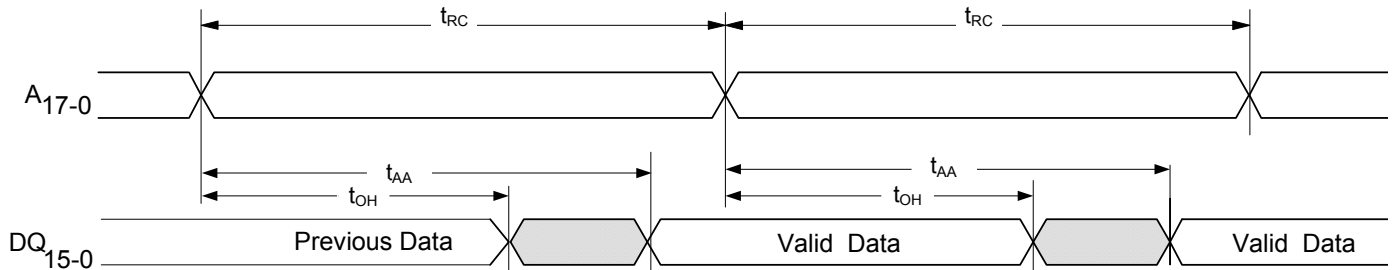 tRC tRC
A17-0
tAA tAA
tOH tOH
DQ15-0 Previous Data Valid Data Valid Data